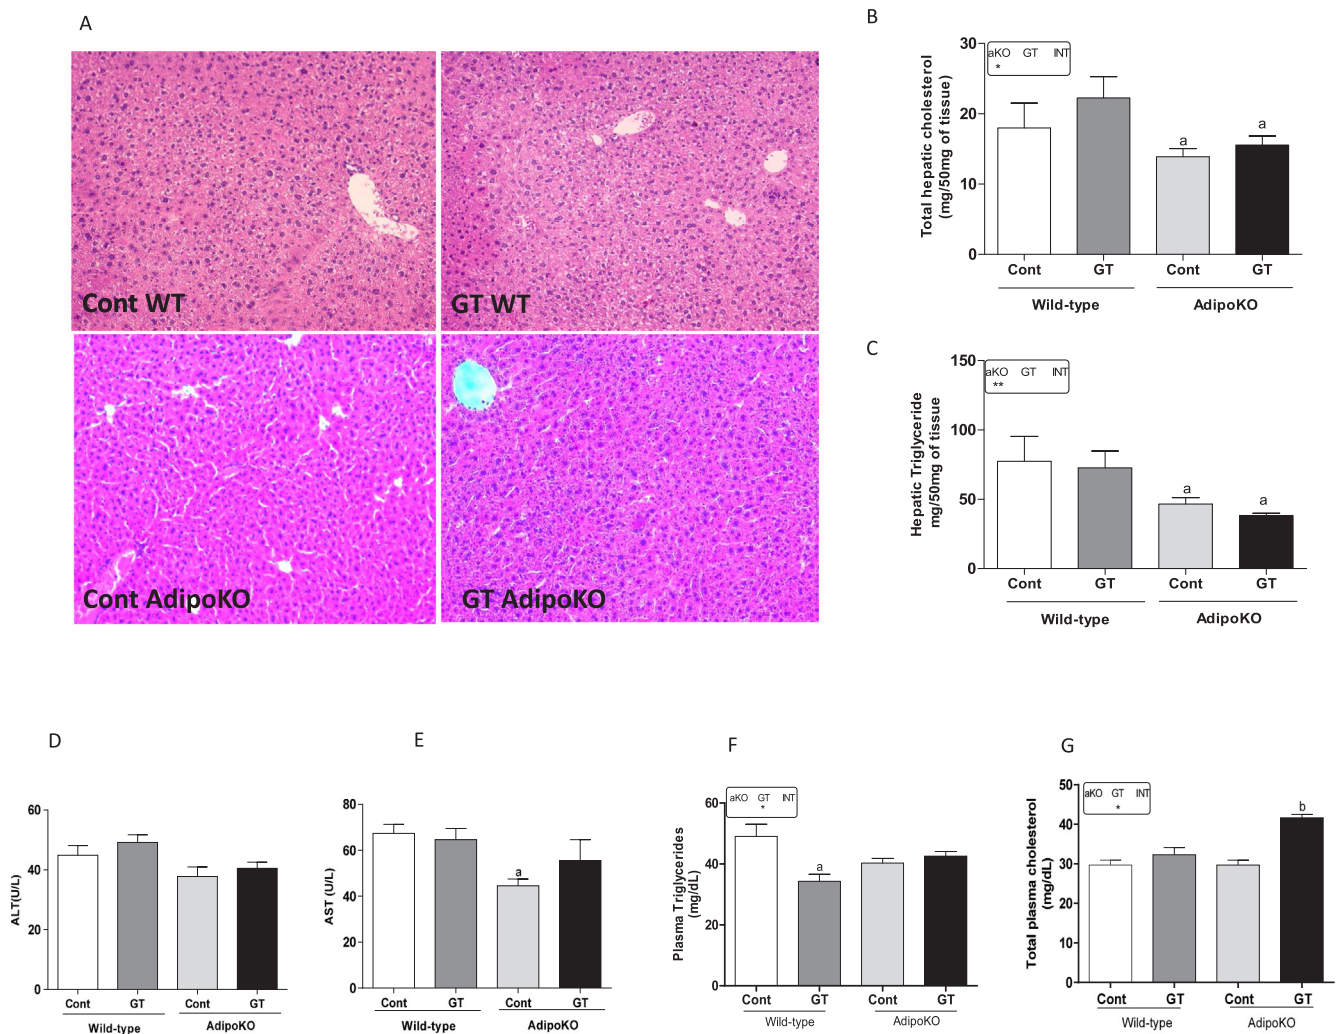 A
Cont WT
GT WT
Cont AdipoKO
GT AdipoKO
B
Total hepatic cholesterol
(mg/50mg of tissue)
30
20
10
0
aKO GT INT
*
a
a
Cont GT Cont GT
Wild-type AdipoKO
C
Hepatic Triglyceride
mg/50mg of tissue
150
100
50
0
aKO GT INT
**
a
a
Cont GT Cont GT
Wild-type AdipoKO
D
ALT(U/L)
60
40
20
0
Cont GT Cont GT
Wild-type AdipoKO
E
AST (U/L)
80
60
40
20
0
a
Cont GT Cont GT
Wild-type AdipoKO
F
Plasma Triglycerides
(mg/dL)
60
40
20
0
aKO GT INT
*
a
Cont GT Cont GT
Wild-type AdipoKO
G
Total plasma cholesterol
(mg/dL)
50
40
30
30
10
0
aKO GT INT
*
b
Cont GT Cont GT
Wild-type AdipoKO